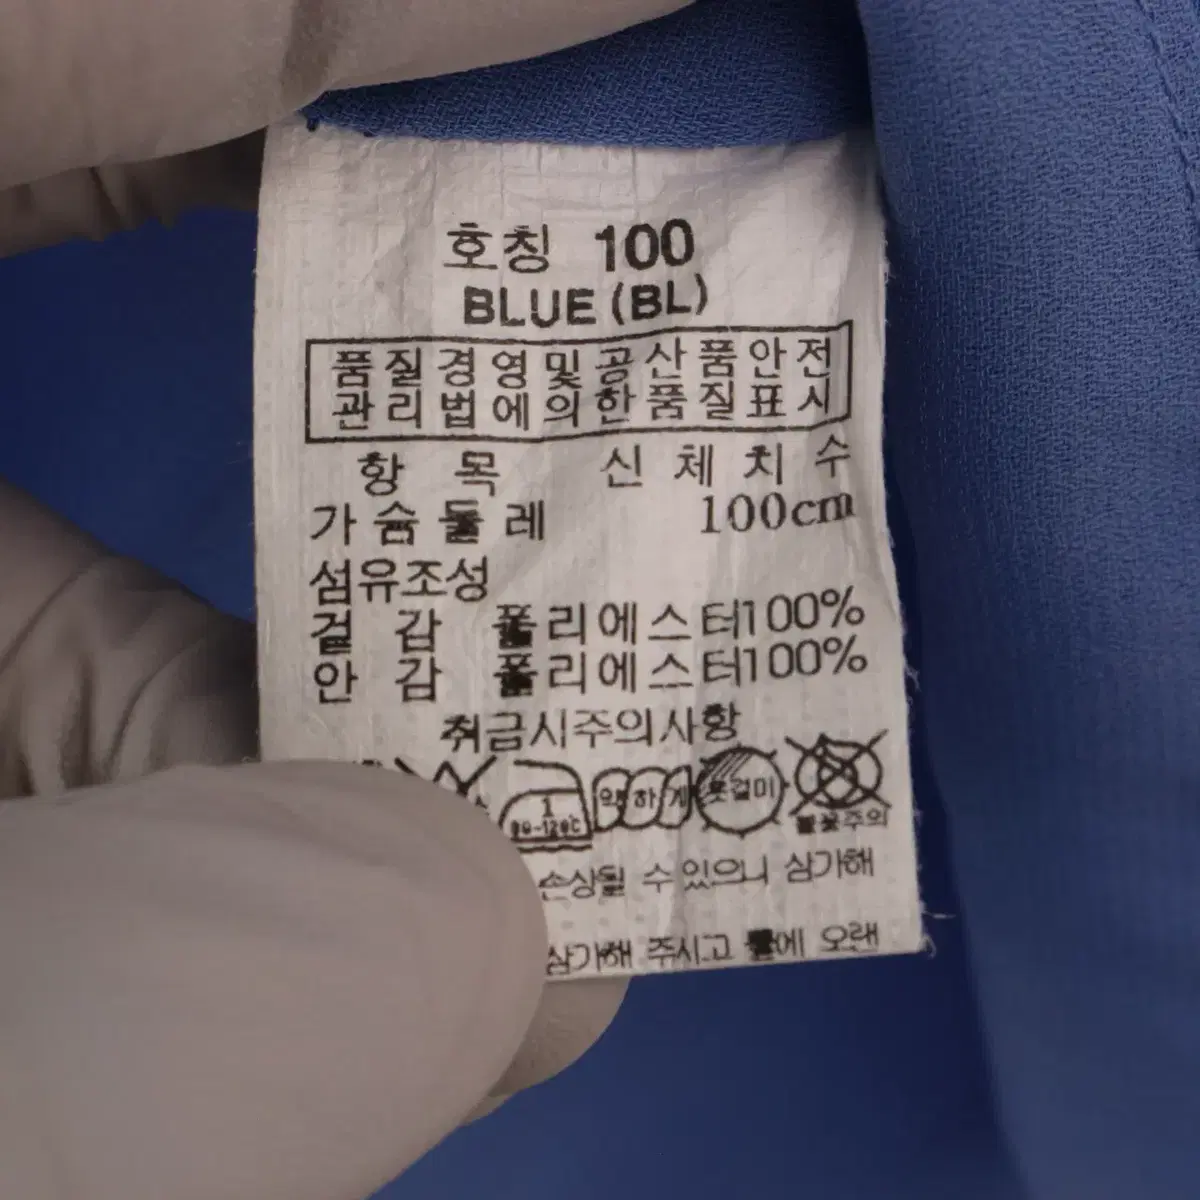 호칭 100
BLUE (BL)
품질경영및공산품안전
관리법에의한품질표시
항목 신체치수
가슴둘레 100cm
섬유조성
겉감 폴리에스터100%
안감 폴리에스터100%
취급시주의사항
1
약하게
옷걸이
불꽃주의
손상될 수 있으니 삼가해
삼가해 주시고 물에 오랜